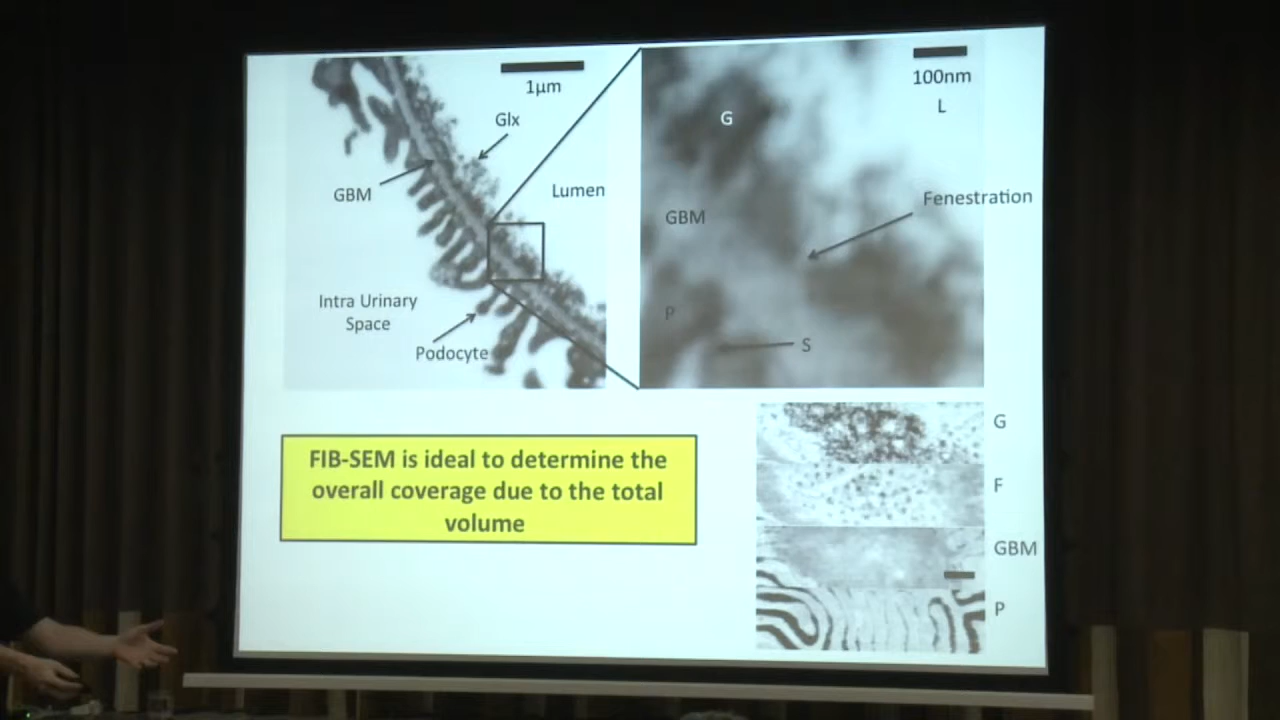 1μm
Glx
GBM
Lumen
Intra Urinary
Space
Podocyte
100nm
L
G
Fenestration
GBM
P
S
FIB-SEM is ideal to determine the
overall coverage due to the total
volume
G
F
GBM
P